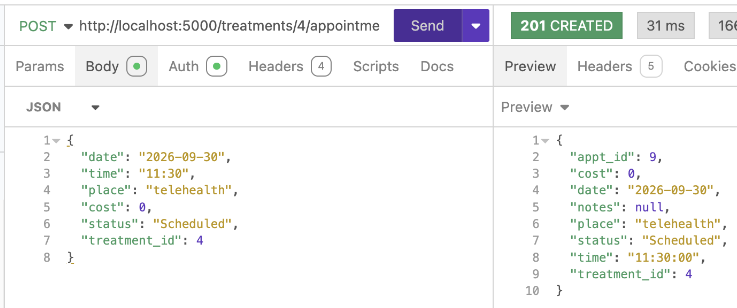 POST http://localhost:5000/treatments/4/appointme Send 201 CREATED 31 ms
Params Body Auth Headers 4 Scripts Docs Preview Headers 5 Cookies
JSON Preview
1 {
2 "date": "2026-09-30",
3 "time": "11:30",
4 "place": "telehealth",
5 "cost": 0,
6 "status": "Scheduled",
7 "treatment_id": 4
8 }
1 {
2 "appt_id": 9,
3 "cost": 0,
4 "date": "2026-09-30",
5 "notes": null,
6 "place": "telehealth",
7 "status": "Scheduled",
8 "time": "11:30:00",
9 "treatment_id": 4
10 }